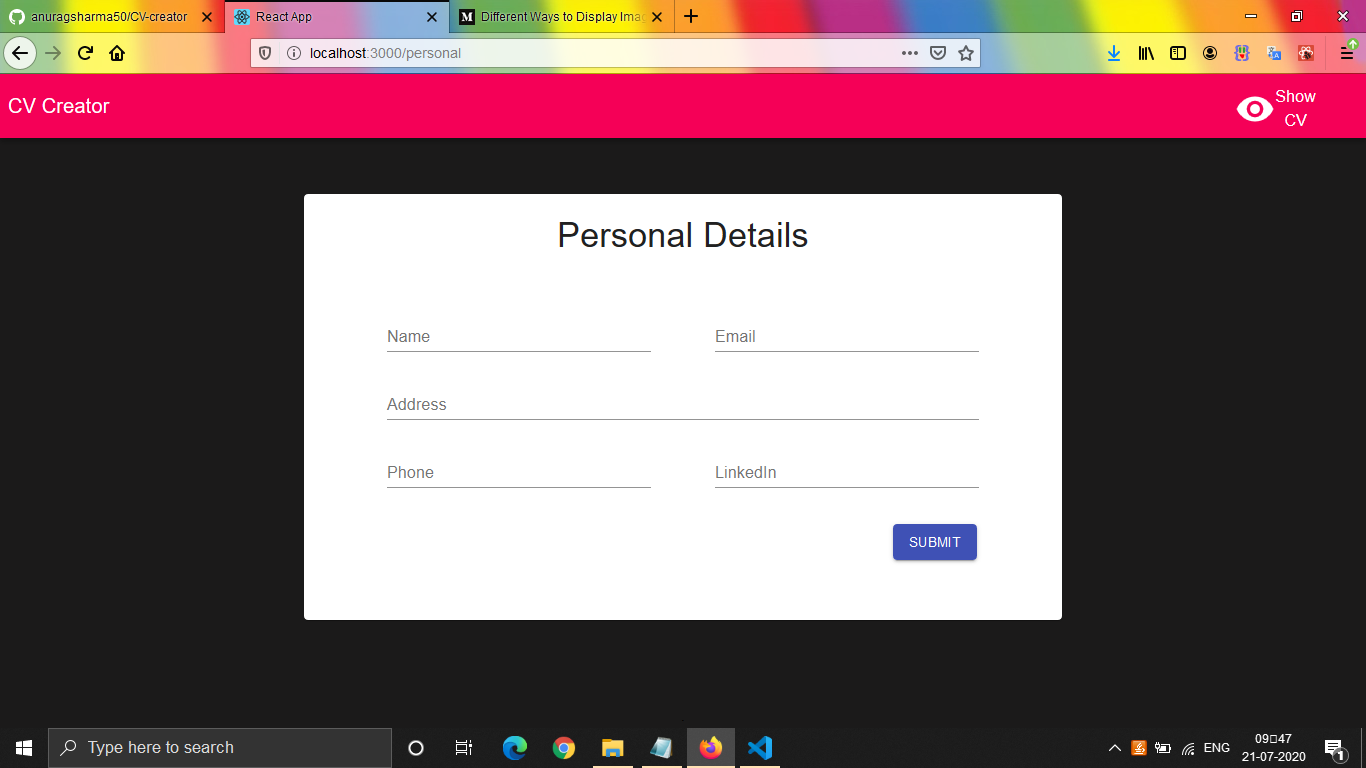 anuragsharma50/CV-creator
React App
Different Ways to Display Imag
localhost:3000/personal
CV Creator
Show
CV
Personal Details
Name
Email
Address
Phone
LinkedIn
SUBMIT
Type here to search
ENG
09▯47
21-07-2020
1